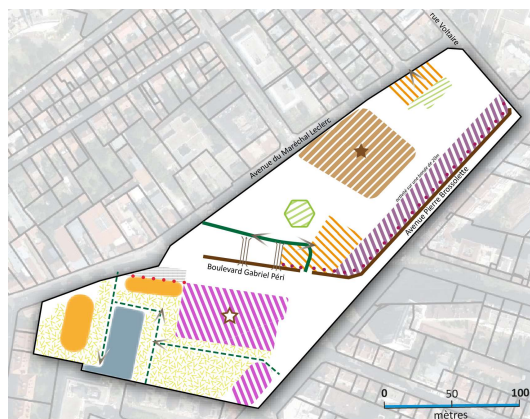 rue Voltaire
Avenue du Maréchal Leclerc
Avenue Pierre Brossolette
Boulevard Gabriel Péri
0 50 100
mètres